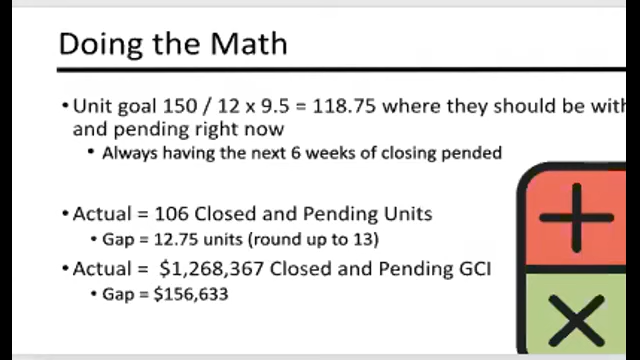 Doing the Math
• Unit goal 150 / 12 x 9.5 = 118.75 where they should be with
and pending right now
• Always having the next 6 weeks of closing pended
• Actual = 106 Closed and Pending Units
• Gap = 12.75 units (round up to 13)
• Actual = $1,268,367 Closed and Pending GCI
• Gap = $156,633